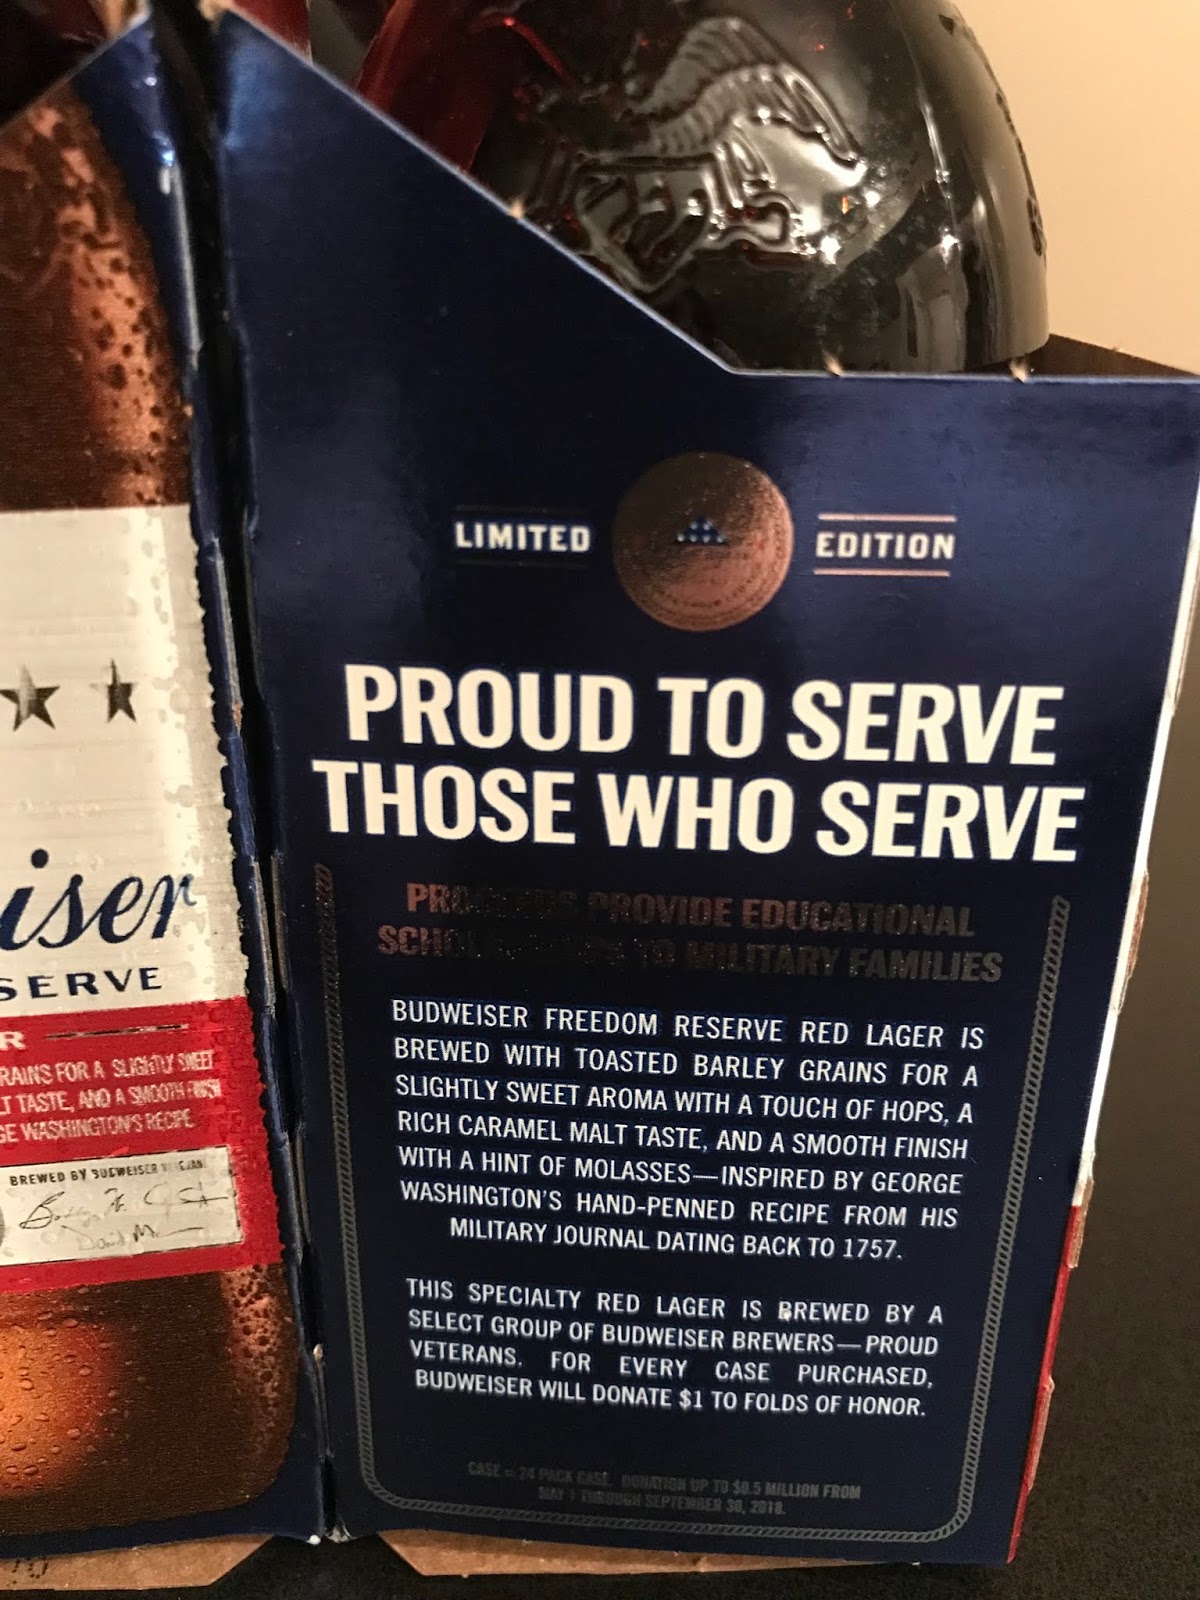 LIMITED EDITION
PROUD TO SERVE
THOSE WHO SERVE
PROCEEDS PROVIDE EDUCATIONAL
SCHOLARSHIPS TO MILITARY FAMILIES
BUDWEISER FREEDOM RESERVE RED LAGER IS
BREWED WITH TOASTED BARLEY GRAINS FOR A
SLIGHTLY SWEET AROMA WITH A TOUCH OF HOPS, A
RICH CARAMEL MALT TASTE, AND A SMOOTH FINISH
WITH A HINT OF MOLASSES—INSPIRED BY GEORGE
WASHINGTON'S HAND-PENNED RECIPE FROM HIS
MILITARY JOURNAL DATING BACK TO 1757.
THIS SPECIALTY RED LAGER IS BREWED BY A
SELECT GROUP OF BUDWEISER BREWERS—PROUD
VETERANS. FOR EVERY CASE PURCHASED,
BUDWEISER WILL DONATE $1 TO FOLDS OF HONOR.
CASE = 24 PACK CASE. DONATION UP TO $0.5 MILLION FROM
MAY 1 THROUGH SEPTEMBER 30, 2018.
iser
SERVE
R
RAINS FOR A SLIGHTLY SWEET
LT TASTE, AND A SMOOTH FINISH
GE WASHINGTON'S RECIPE
BREWED BY BUDWEISER